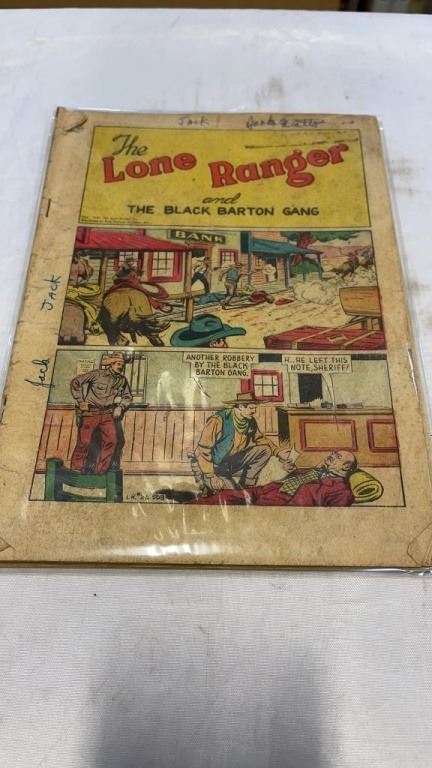 Jack
The
Lone Ranger
and
THE BLACK BARTON GANG
BANK
Jack
JACK
ANOTHER ROBBERY
BY THE BLACK
BARTON GANG.
H..HE LEFT THIS
NOTE, SHERIFF!